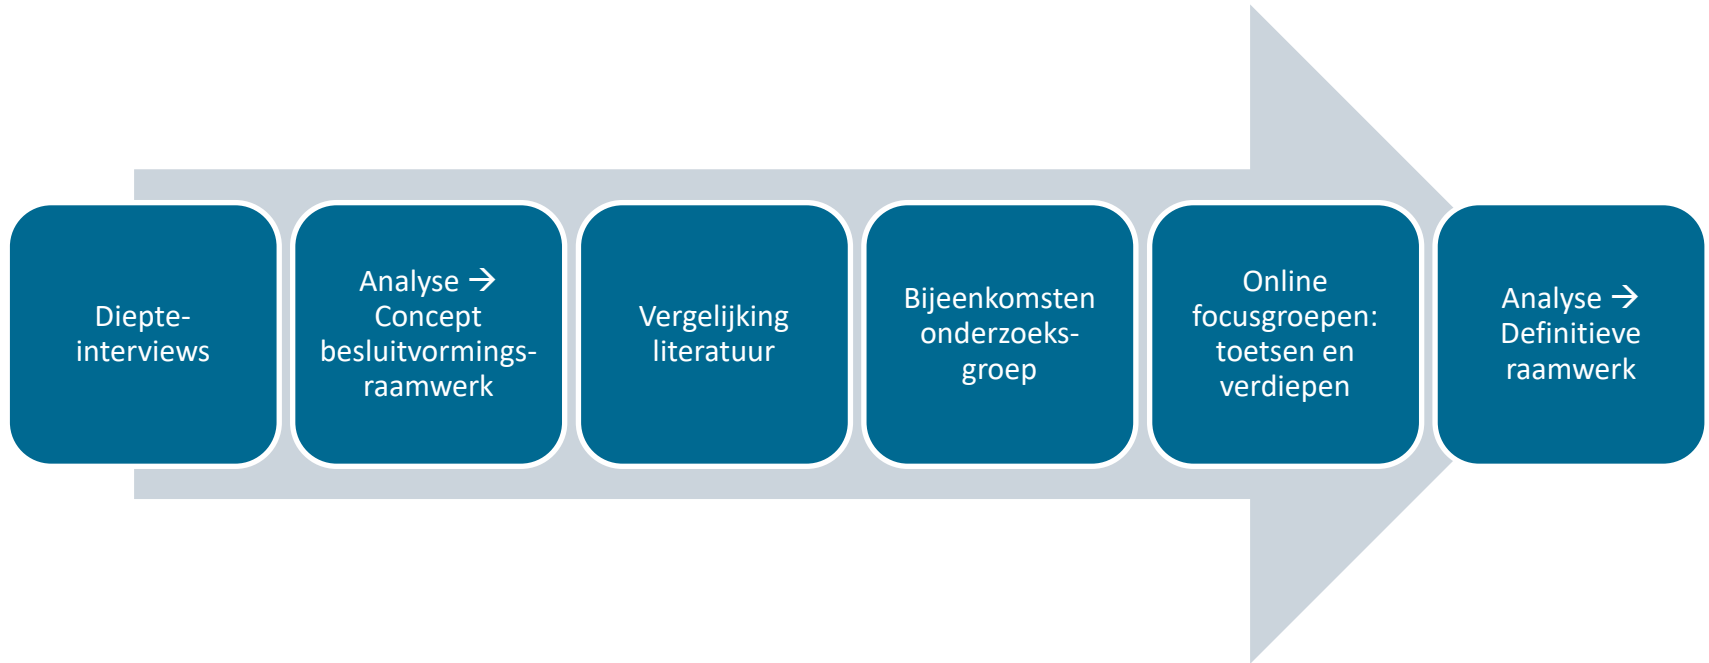 Diepte-
interviews
Analyse →
Concept
besluitvormings-
raamwerk
Vergelijking
literatuur
Bijeenkomsten
onderzoeks-
groep
Online
focusgroepen:
toetsen en
verdiepen
Analyse →
Definitieve
raamwerk